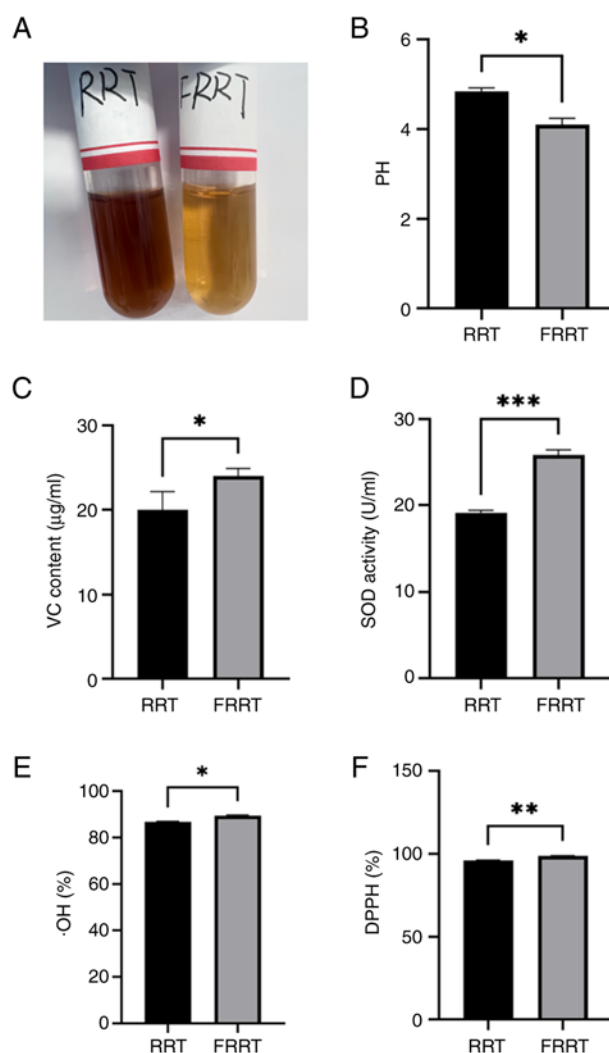 A
RRT
FRRT
B
*
6
4
2
0
PH
RRT
FRRT
C
*
30
20
10
0
VC content (µg/ml)
RRT
FRRT
D
***
30
20
10
0
SOD activity (U/ml)
RRT
FRRT
E
*
100
80
60
40
20
0
·OH (%)
RRT
FRRT
F
**
150
100
50
0
DPPH (%)
RRT
FRRT